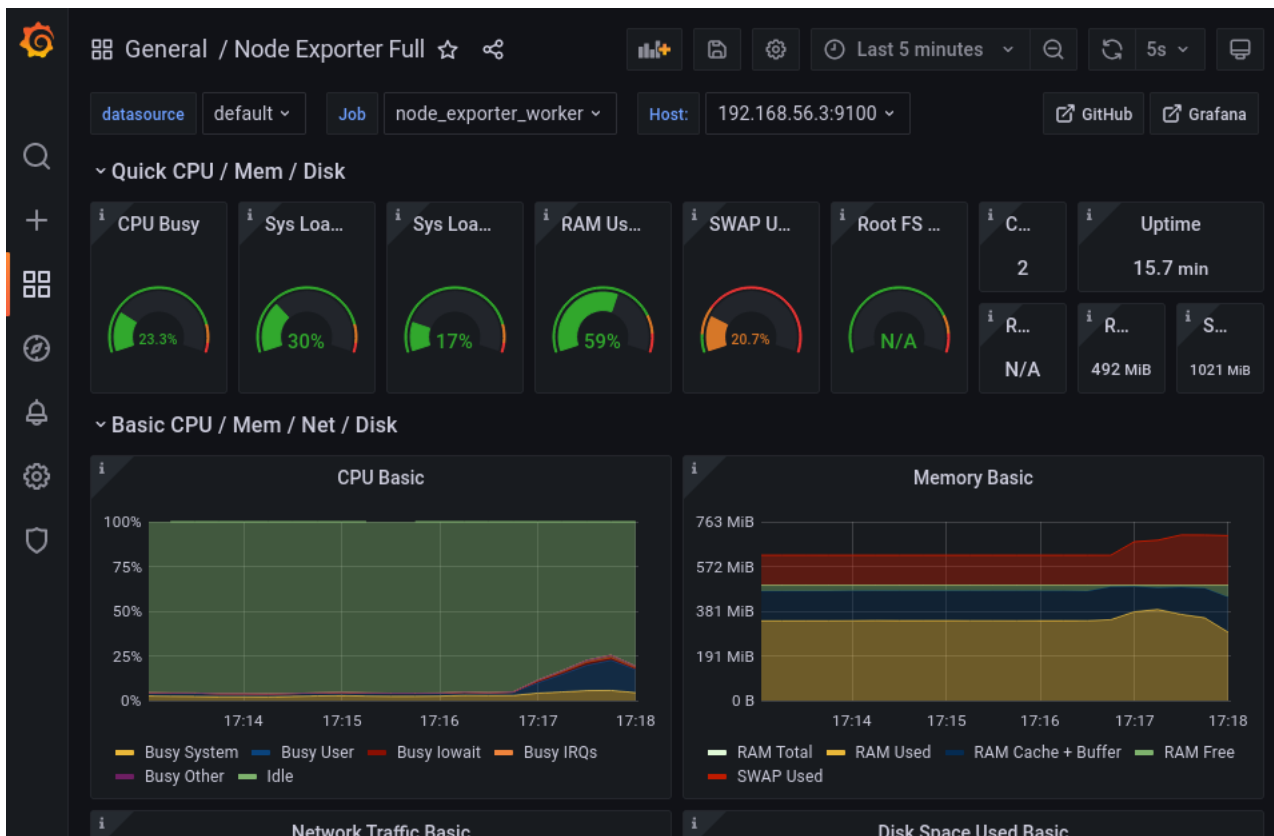 General / Node Exporter Full
Last 5 minutes
5s
datasource default Job node_exporter_worker Host: 192.168.56.3:9100 GitHub Grafana
Quick CPU / Mem / Disk
CPU Busy
23.3%
Sys Loa...
30%
Sys Loa...
17%
RAM Us...
59%
SWAP U...
20.7%
Root FS ...
N/A
C...
2
Uptime
15.7 min
R...
N/A
R...
492 MiB
S...
1021 MiB
Basic CPU / Mem / Net / Disk
CPU Basic
100%
75%
50%
25%
0%
17:14 17:15 17:16 17:17 17:18
Busy System Busy User Busy Iowait Busy IRQs
Busy Other Idle
Memory Basic
763 MiB
572 MiB
381 MiB
191 MiB
0 B
17:14 17:15 17:16 17:17 17:18
RAM Total RAM Used RAM Cache + Buffer RAM Free
SWAP Used
Network Traffic Basic
Disk Space Used Basic